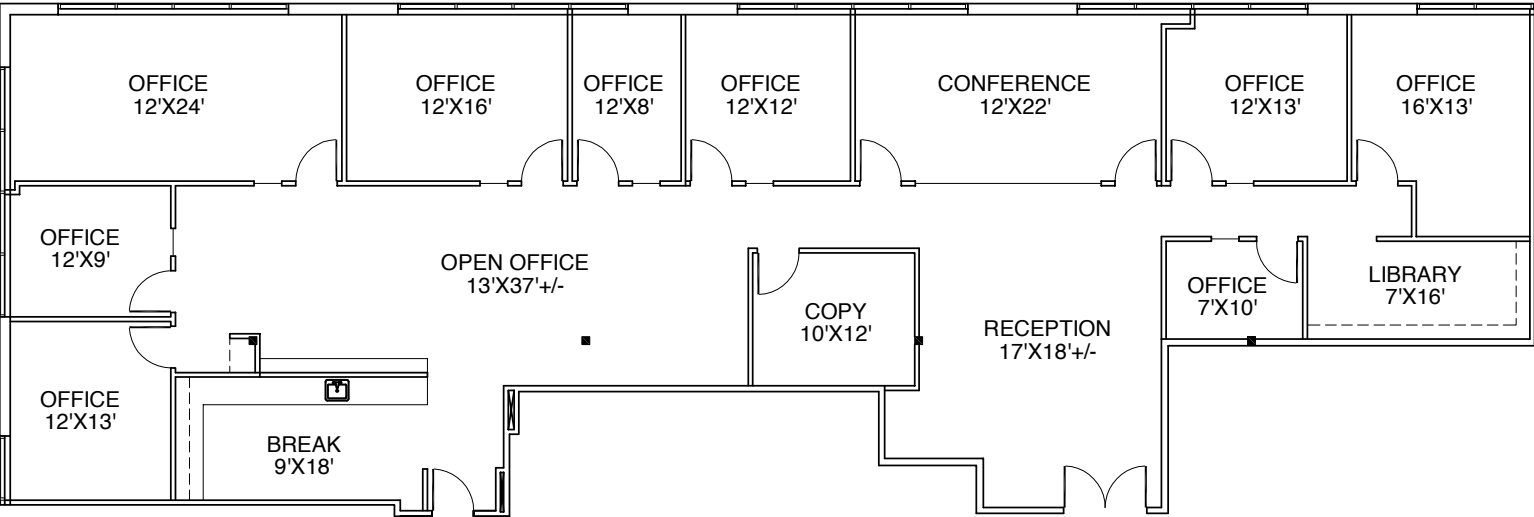 OFFICE
12'X24'
OFFICE
12'X16'
OFFICE
12'X8'
OFFICE
12'X12'
CONFERENCE
12'X22'
OFFICE
12'X13'
OFFICE
16'X13'
OFFICE
12'X9'
OPEN OFFICE
13'X37'+/-
COPY
10'X12'
RECEPTION
17'X18'+/-
OFFICE
7'X10'
LIBRARY
7'X16'
OFFICE
12'X13'
BREAK
9'X18'